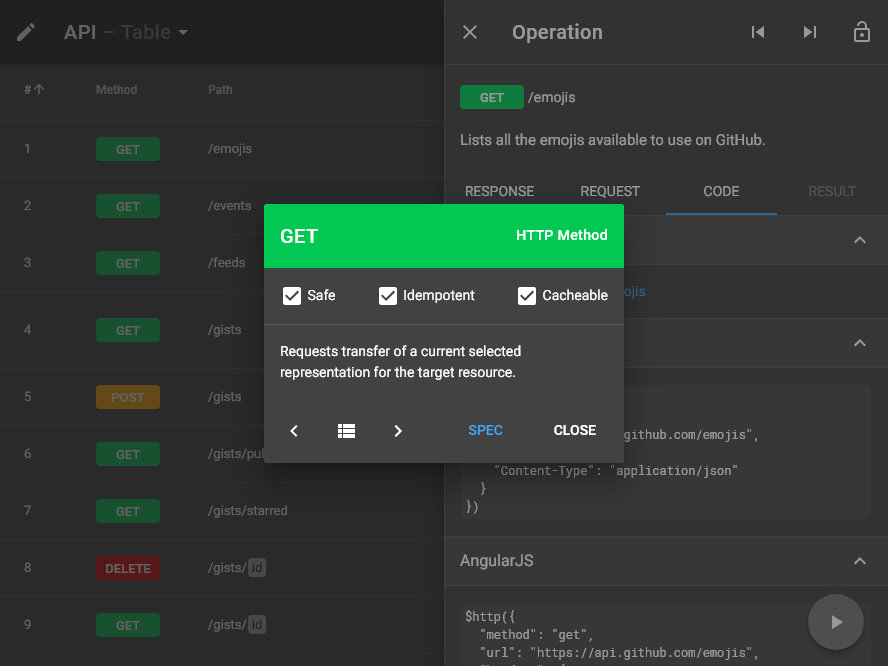 API – Table
Operation
# Method Path
1 GET /emojis
2 GET /events
3 GET /feeds
4 GET /gists
5 POST /gists
6 GET /gists/pu
7 GET /gists/starred
8 DELETE /gists/ id
9 GET /gists/ id
GET /emojis
Lists all the emojis available to use on GitHub.
RESPONSE REQUEST CODE RESULT
GET HTTP Method
Safe Idempotent Cacheable
Requests transfer of a current selected
representation for the target resource.
SPEC CLOSE
ojis
github.com/emojis",
"Content-Type": "application/json"
}
})
AngularJS
$http({
"method": "get",
"url": "https://api.github.com/emojis",